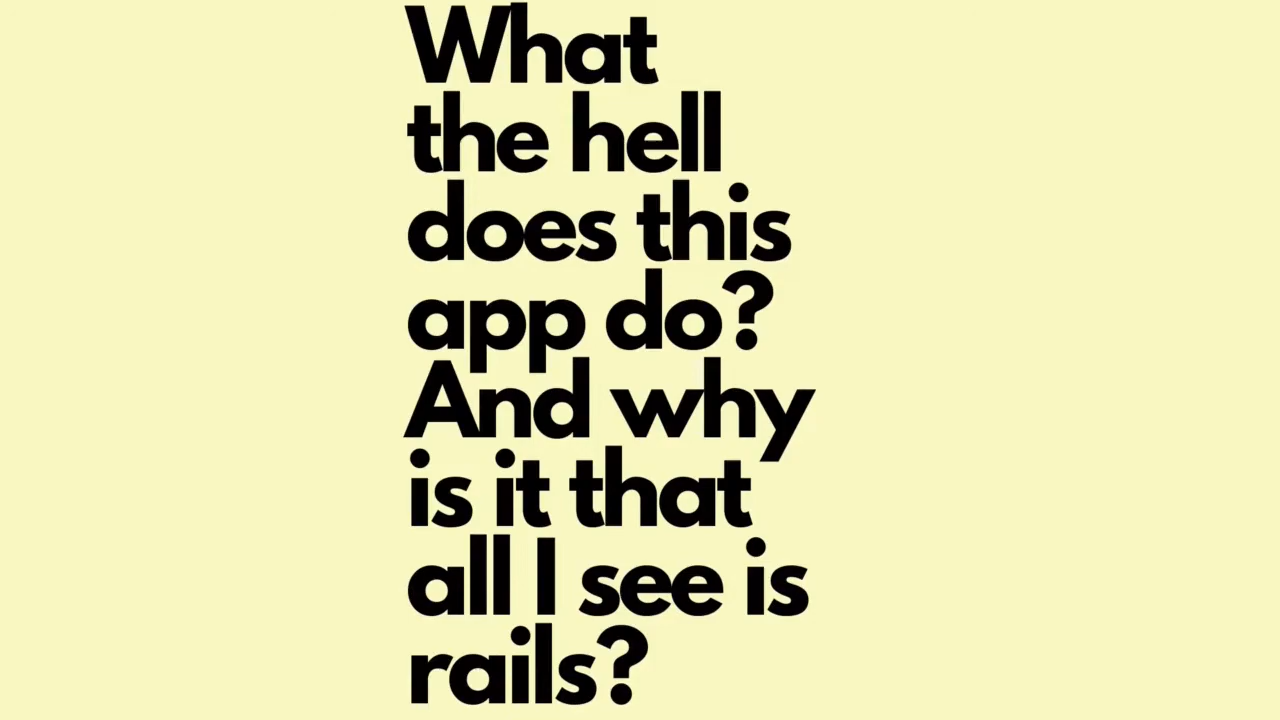 What
the hell
does this
app do?
And why
is it that
all I see is
rails?